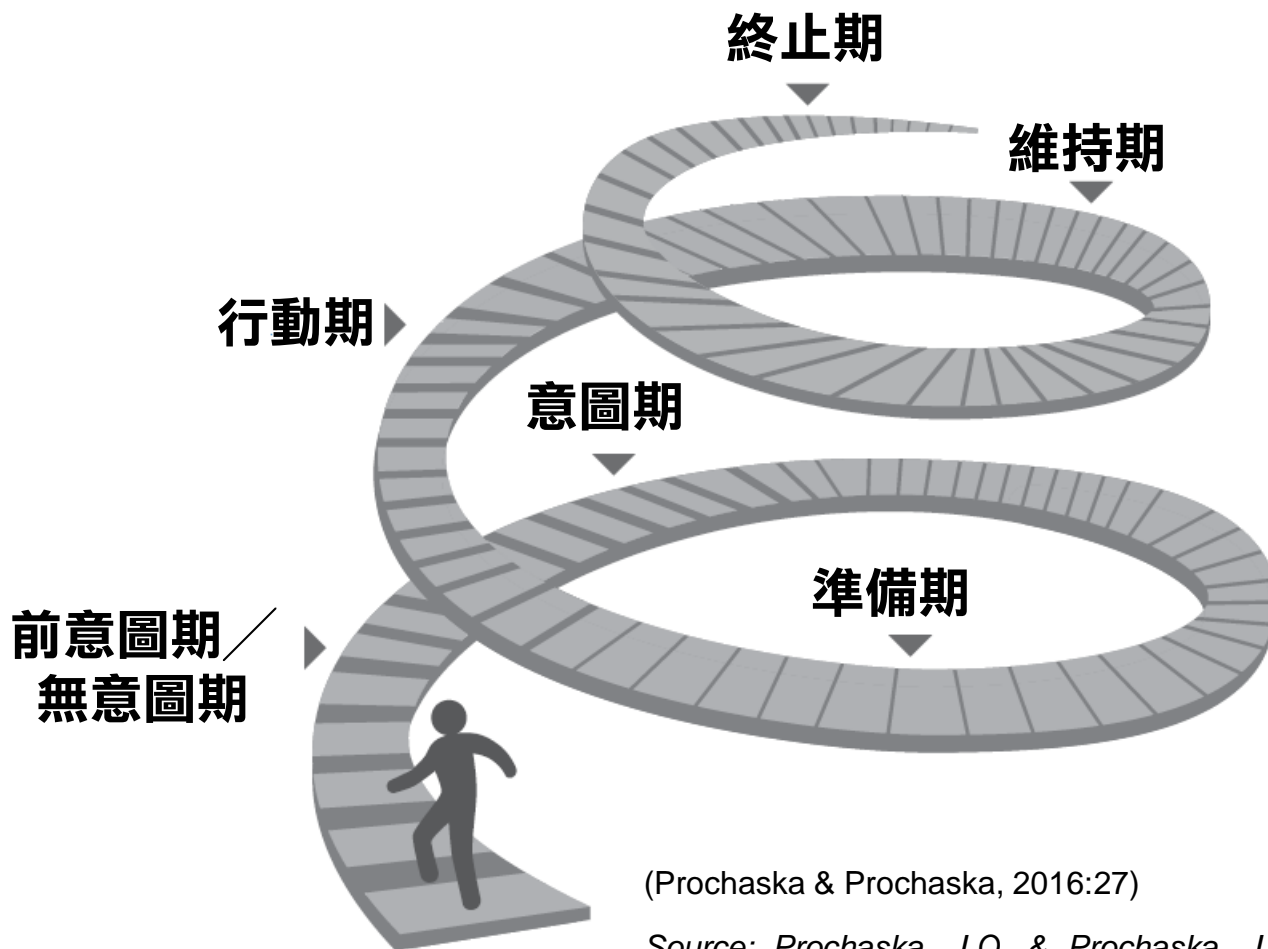 終止期
維持期
行動期
意圖期
準備期
前意圖期／
無意圖期
(Prochaska & Prochaska, 2016:27)
Source: Prochaska, J.O. & Prochaska, J